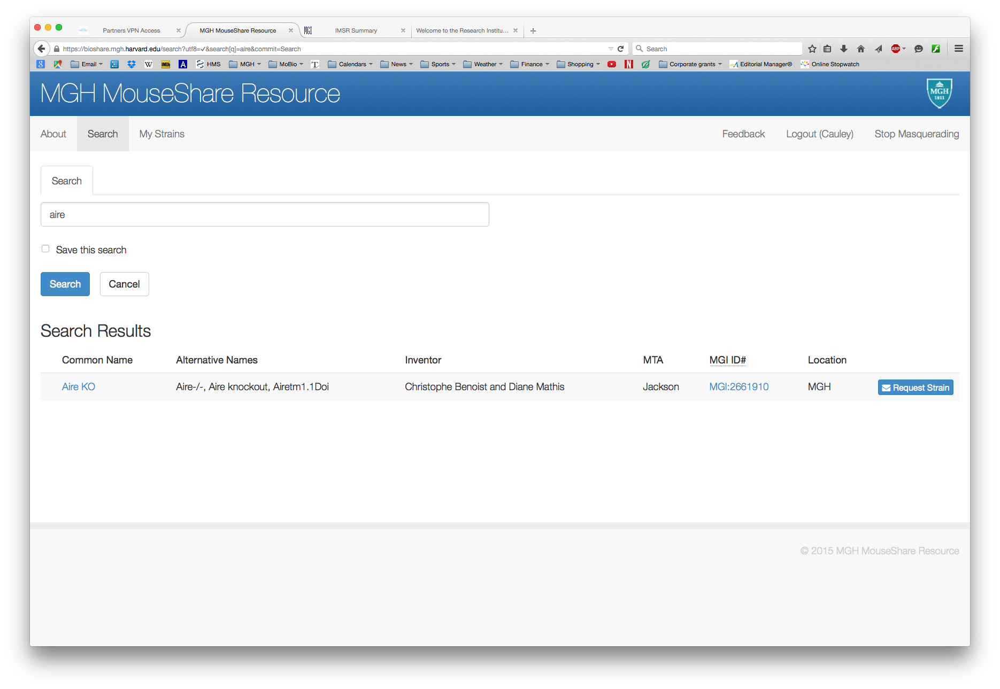 Partners VPN Access
MGH MouseShare Resource
MGI
IMSR Summary
Welcome to the Research Institu...
https://bioshare.mgh.harvard.edu/search?utf8=✓&search[q]=aire&commit=Search
Search
ABP
8
Email
W
IMDb
A
HMS
MGH
MoBio
T
Calendars
News
Sports
Weather
Finance
Shopping
N
Corporate grants
Editorial Manager®
Online Stopwatch
MGH MouseShare Resource
MGH
1811
About
Search
My Strains
Feedback
Logout (Cauley)
Stop Masquerading
Search
aire
Save this search
Search
Cancel
Search Results
Common Name Alternative Names Inventor MTA MGI ID# Location
Aire KO Aire-/-, Aire knockout, Airetm1.1Doi Christophe Benoist and Diane Mathis Jackson MGI:2661910 MGH Request Strain
© 2015 MGH MouseShare Resource